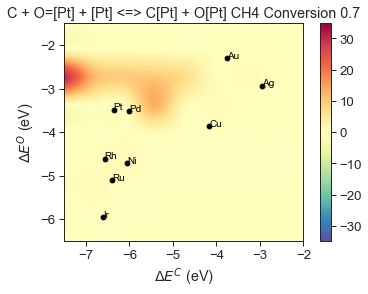 C + O=[Pt] + [Pt] <=> C[Pt] + O[Pt] CH4 Conversion 0.7
Au
Ag
Pt
Pd
Cu
Rh
Ni
Ru
Ir
−2
−3
−4
−5
−6
ΔE^O (eV)
−7
−6
−5
−4
−3
−2
ΔE^C (eV)
30
20
10
0
−10
−20
−30